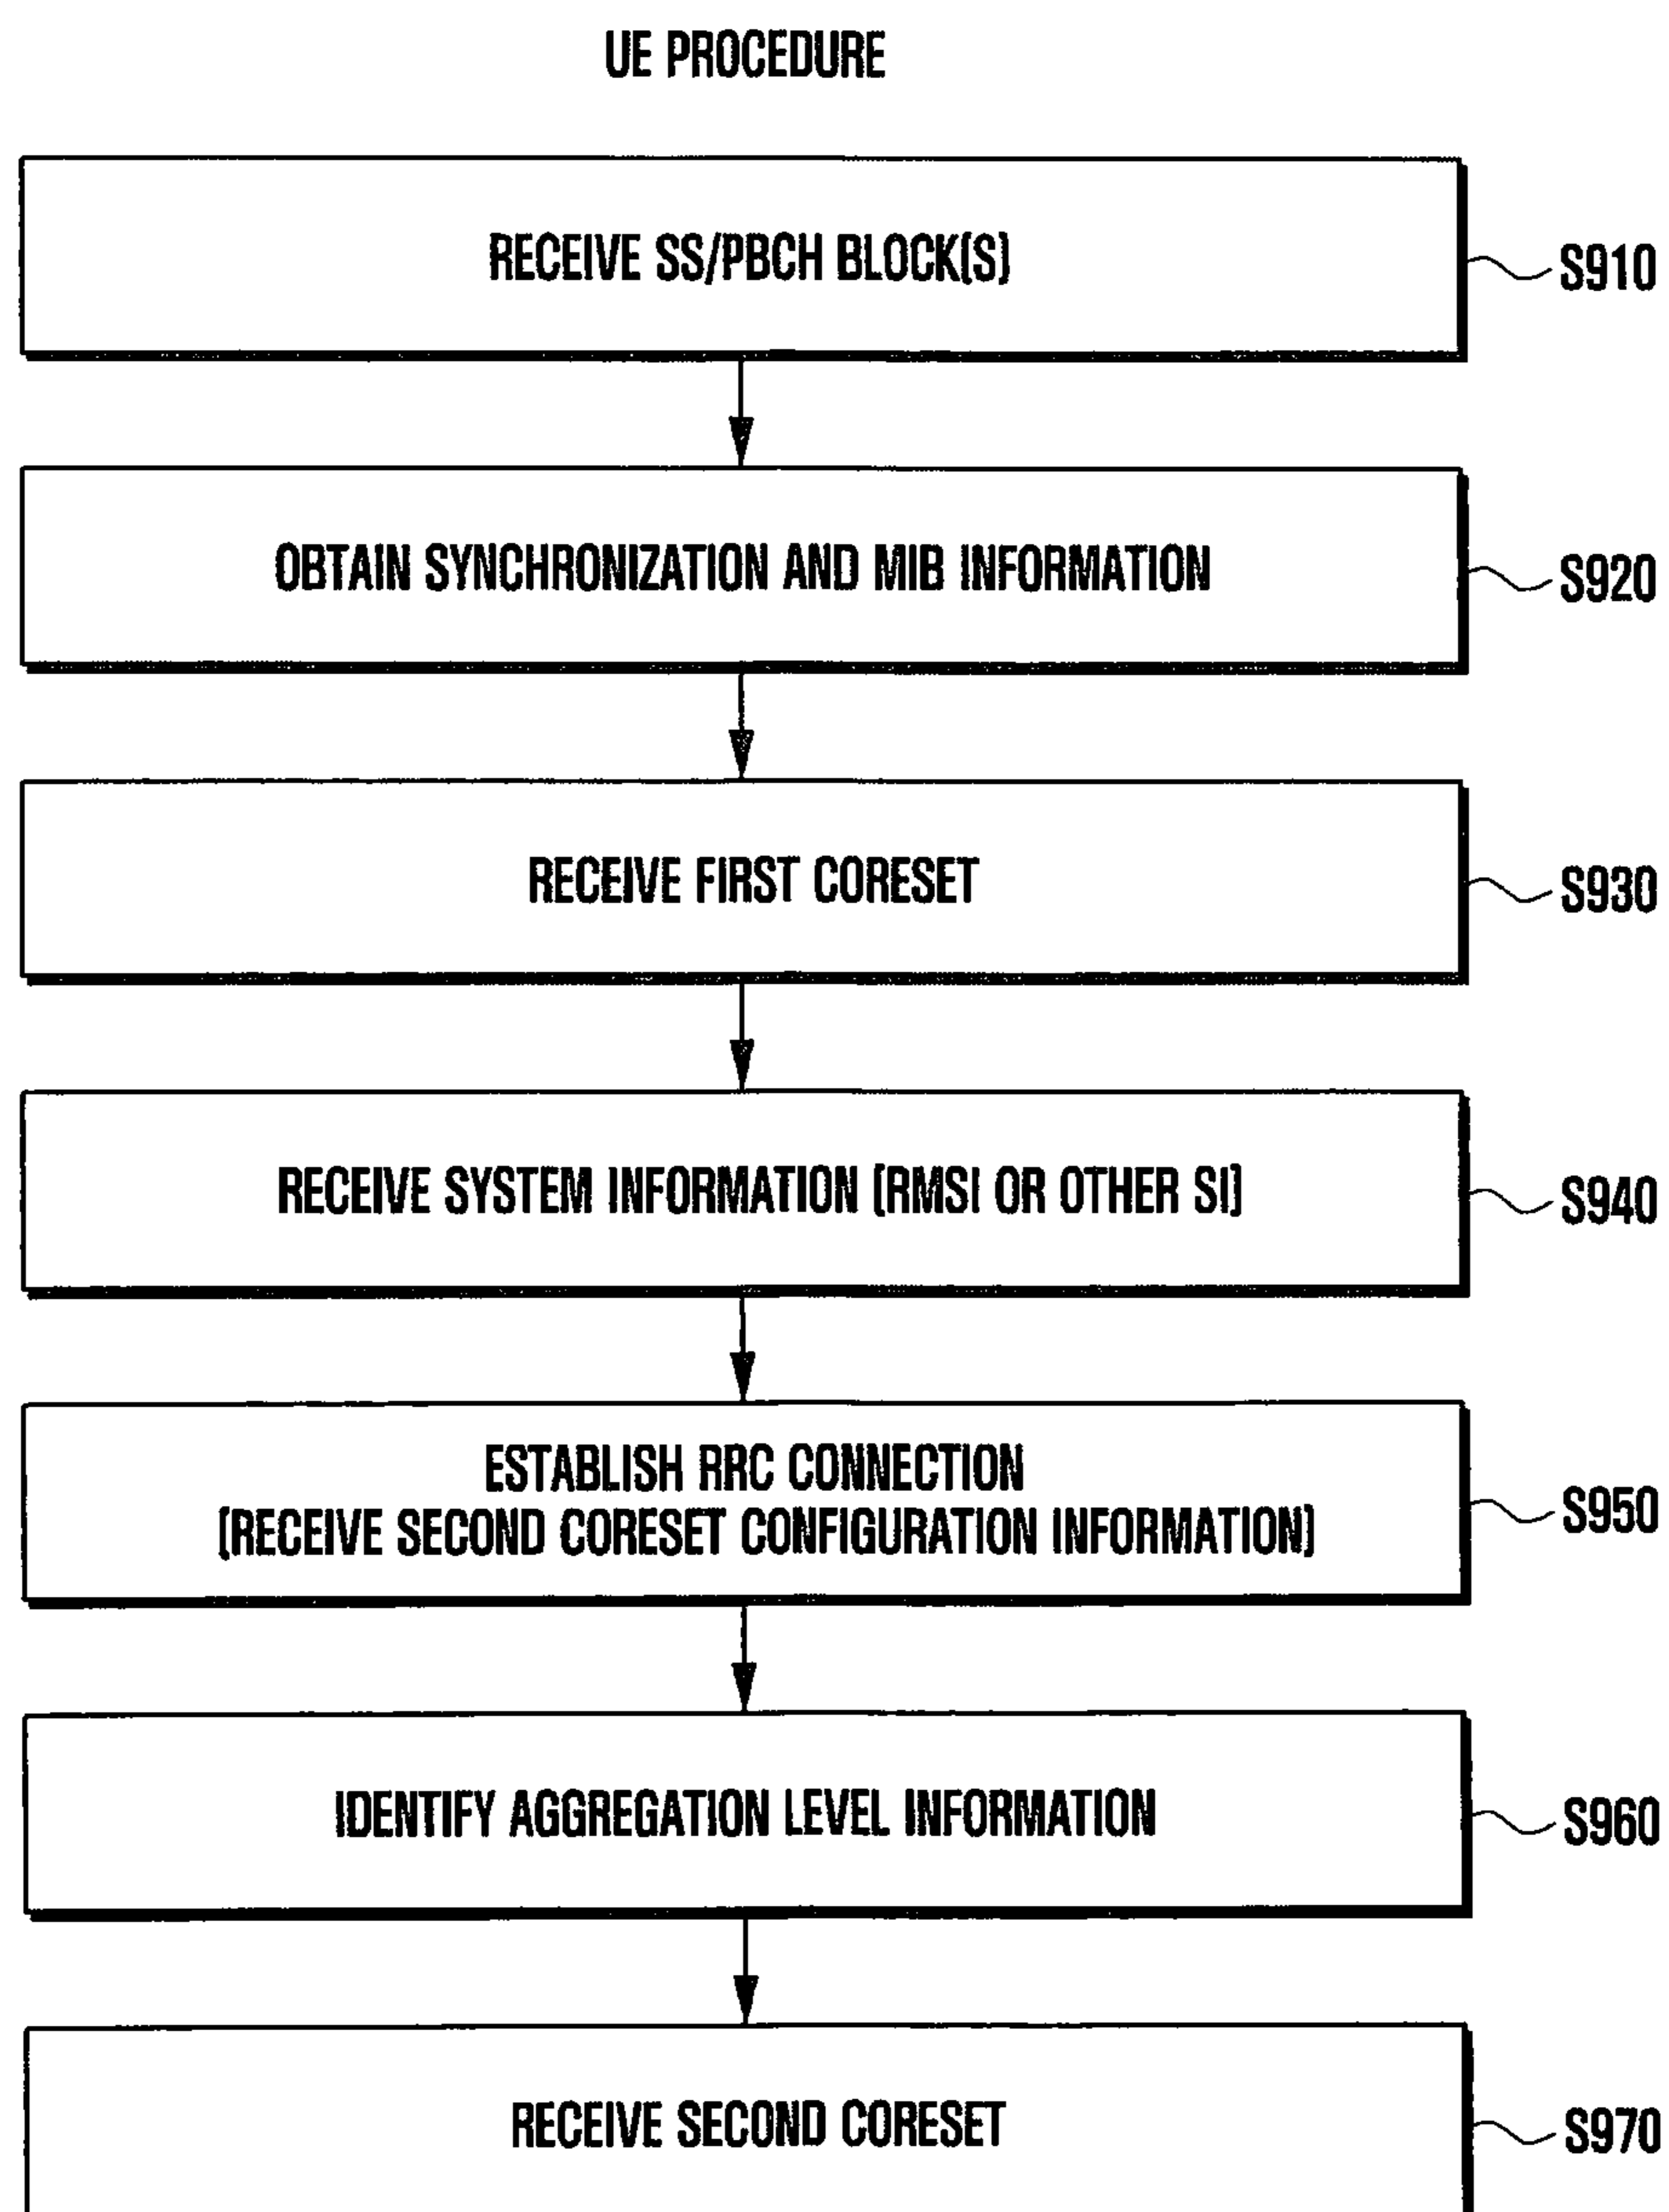 UE PROCEDURE
RECEIVE SS/PBCH BLOCK(S)
S910
OBTAIN SYNCHRONIZATION AND MIB INFORMATION
S920
RECEIVE FIRST CORESET
S930
RECEIVE SYSTEM INFORMATION (RMSI OR OTHER SI)
S940
ESTABLISH RRC CONNECTION
(RECEIVE SECOND CORESET CONFIGURATION INFORMATION)
S950
IDENTIFY AGGREGATION LEVEL INFORMATION
S960
RECEIVE SECOND CORESET
S970